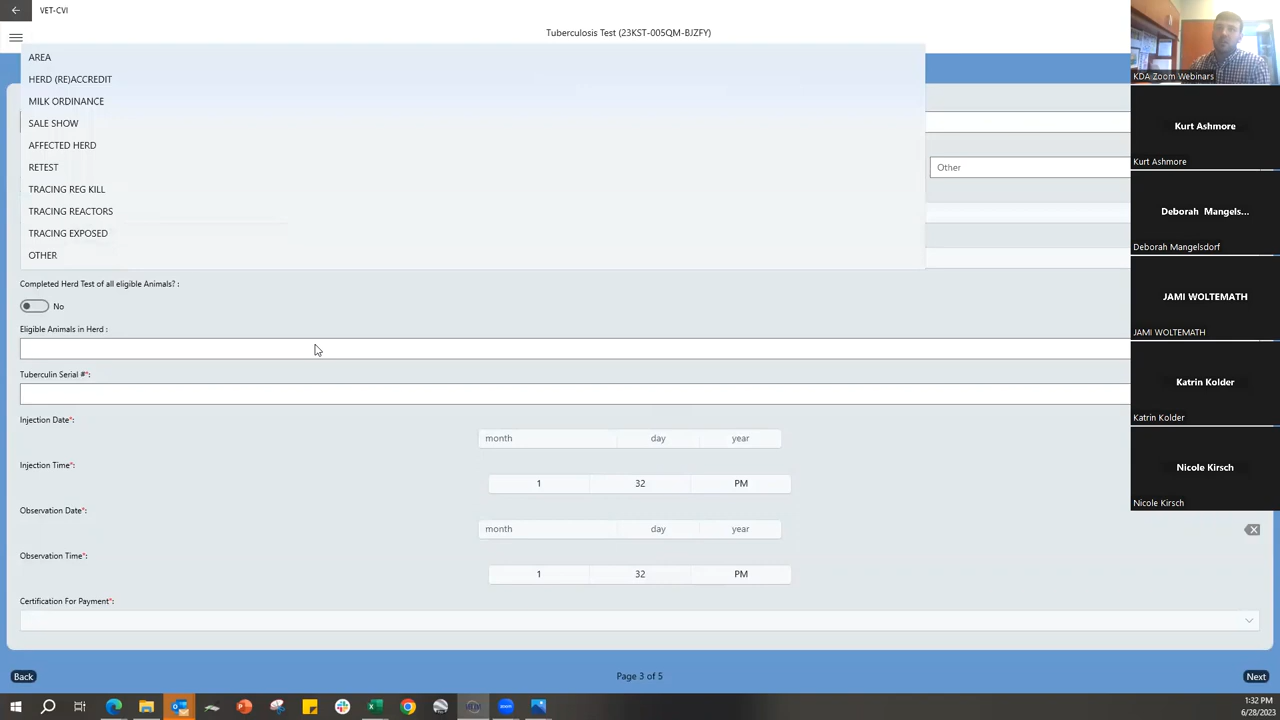 VET-CVI
Tuberculosis Test (23KST-005QM-BJZFY)
AREA
HERD (RE)ACCREDIT
MILK ORDINANCE
SALE SHOW
AFFECTED HERD
RETEST
TRACING REG KILL
TRACING REACTORS
TRACING EXPOSED
OTHER
Other
Completed Herd Test of all eligible Animals? :
No
Eligible Animals in Herd :
Tuberculin Serial #*:
Injection Date*:
month day year
Injection Time*:
1 32 PM
Observation Date*:
month day year
Observation Time*:
1 32 PM
Certification For Payment*:
Back
Page 3 of 5
Next
KDA Zoom Webinars
Kurt Ashmore
Kurt Ashmore
Deborah Mangels...
Deborah Mangelsdorf
JAMI WOLTEMATH
JAMI WOLTEMATH
Katrin Kolder
Katrin Kolder
Nicole Kirsch
Nicole Kirsch
1:32 PM
6/28/2023